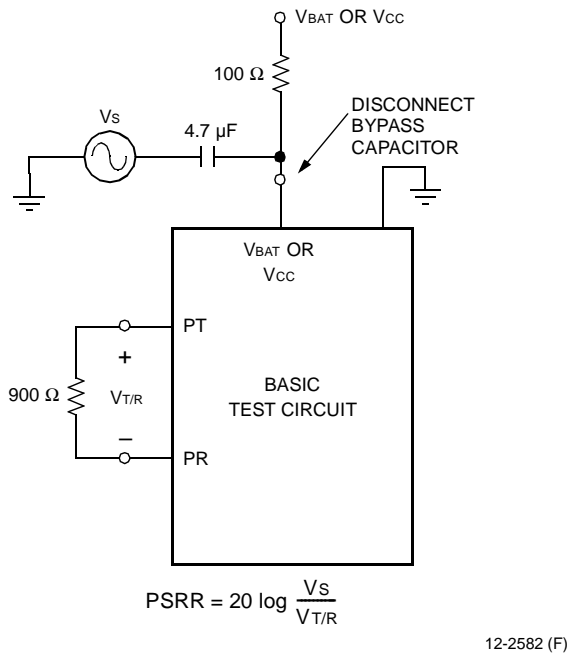 VBAT OR VCC
100 Ω
VS
4.7 µF
DISCONNECT
BYPASS
CAPACITOR
VBAT OR
VCC
PT
+
900 Ω
VT/R
BASIC
TEST CIRCUIT
–
PR
PSRR = 20 log VS
VT/R
12-2582 (F)